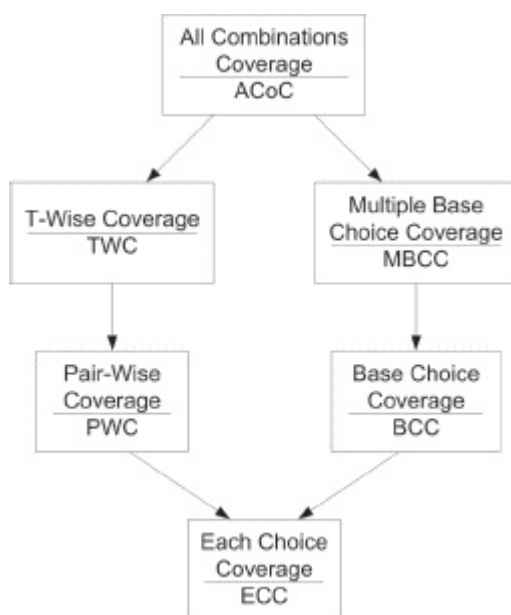 All Combinations
Coverage
ACoC
T-Wise Coverage
TWC
Multiple Base
Choice Coverage
MBCC
Pair-Wise
Coverage
PWC
Base Choice
Coverage
BCC
Each Choice
Coverage
ECC